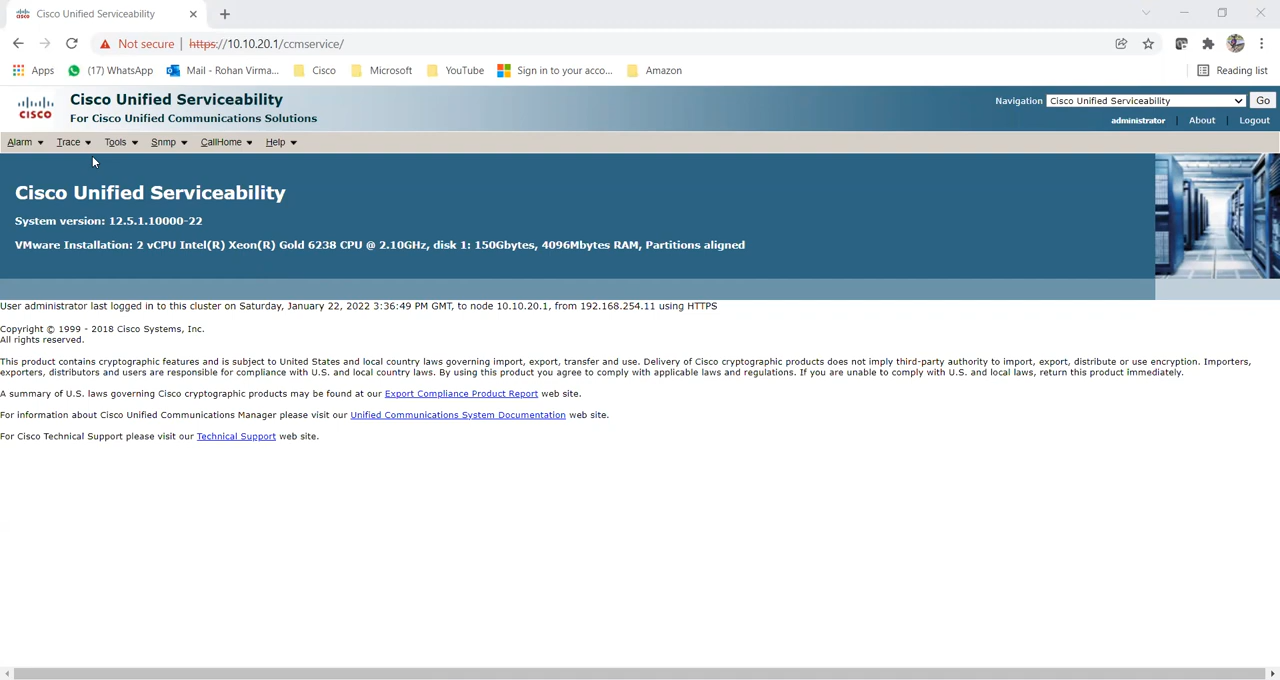 Cisco Unified Serviceability
Not secure | https://10.10.20.1/ccmservice/
Apps (17) WhatsApp Mail - Rohan Virma... Cisco Microsoft YouTube Sign in to your acco... Amazon Reading list
CISCO
Cisco Unified Serviceability
For Cisco Unified Communications Solutions
Navigation Cisco Unified Serviceability Go
administrator | About | Logout
Alarm Trace Tools Snmp CallHome Help
Cisco Unified Serviceability
System version: 12.5.1.10000-22
VMware Installation: 2 vCPU Intel(R) Xeon(R) Gold 6238 CPU @ 2.10GHz, disk 1: 150Gbytes, 4096Mbytes RAM, Partitions aligned
User administrator last logged in to this cluster on Saturday, January 22, 2022 3:36:49 PM GMT, to node 10.10.20.1, from 192.168.254.11 using HTTPS
Copyright © 1999 - 2018 Cisco Systems, Inc.
All rights reserved.
This product contains cryptographic features and is subject to United States and local country laws governing import, export, transfer and use. Delivery of Cisco cryptographic products does not imply third-party authority to import, export, distribute or use encryption. Importers,
exporters, distributors and users are responsible for compliance with U.S. and local country laws. By using this product you agree to comply with applicable laws and regulations. If you are unable to comply with U.S. and local laws, return this product immediately.
A summary of U.S. laws governing Cisco cryptographic products may be found at our Export Compliance Product Report web site.
For information about Cisco Unified Communications Manager please visit our Unified Communications System Documentation web site.
For Cisco Technical Support please visit our Technical Support web site.